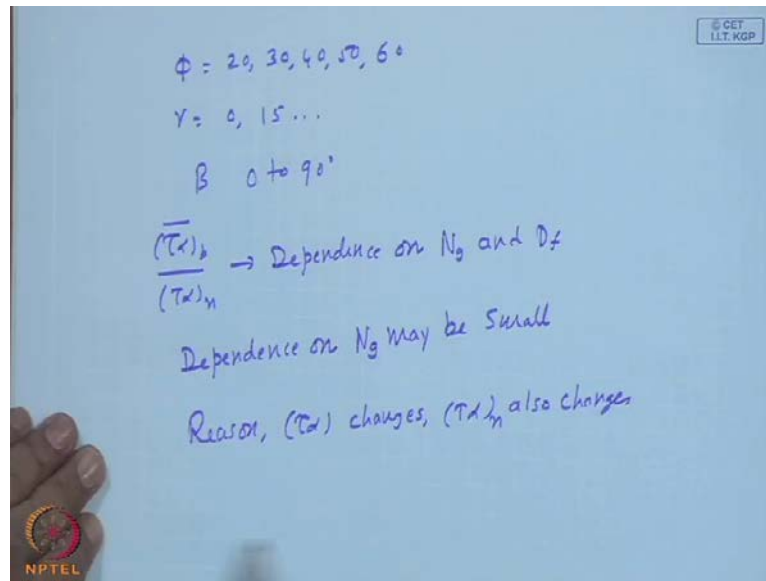 © CET
I.I.T. KGP
Φ = 20, 30, 40, 50, 60
γ = 0, 15 ...
β 0 to 90°
(τα)̅b / (τα)n → Dependence on Ng and Df
Dependence on Ng may be Small
Reason, (τα) changes, (τα)n also changes
NPTEL